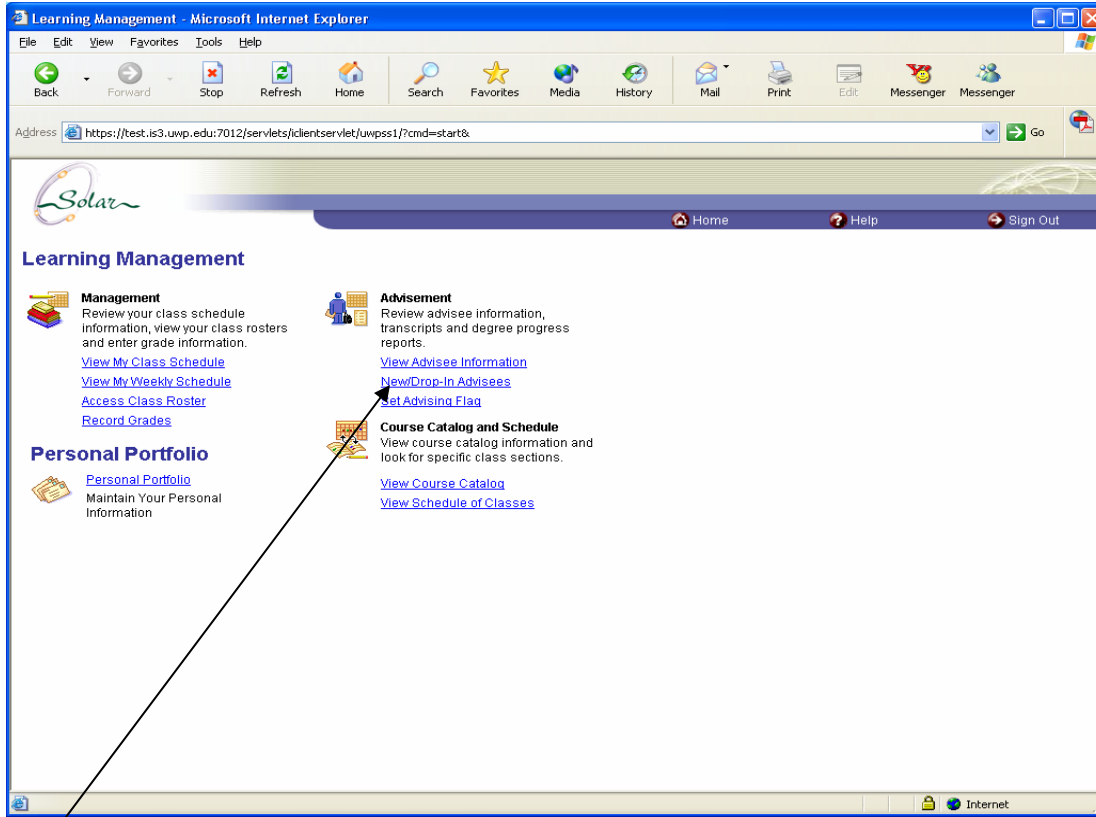 Learning Management - Microsoft Internet Explorer
File Edit View Favorites Tools Help
Back Forward Stop Refresh Home Search Favorites Media History Mail Print Edit Messenger Messenger
Address https://test.is3.uwp.edu:7012/servlets/iclientservlet/uwpss1/?cmd=start& Go
Solar
Home Help Sign Out
Learning Management
Management
Review your class schedule
information, view your class rosters
and enter grade information.
View My Class Schedule
View My Weekly Schedule
Access Class Roster
Record Grades
Personal Portfolio
Personal Portfolio
Maintain Your Personal
Information
Advisement
Review advisee information,
transcripts and degree progress
reports.
View Advisee Information
New/Drop-In Advisees
Set Advising Flag
Course Catalog and Schedule
View course catalog information and
look for specific class sections.
View Course Catalog
View Schedule of Classes
Internet